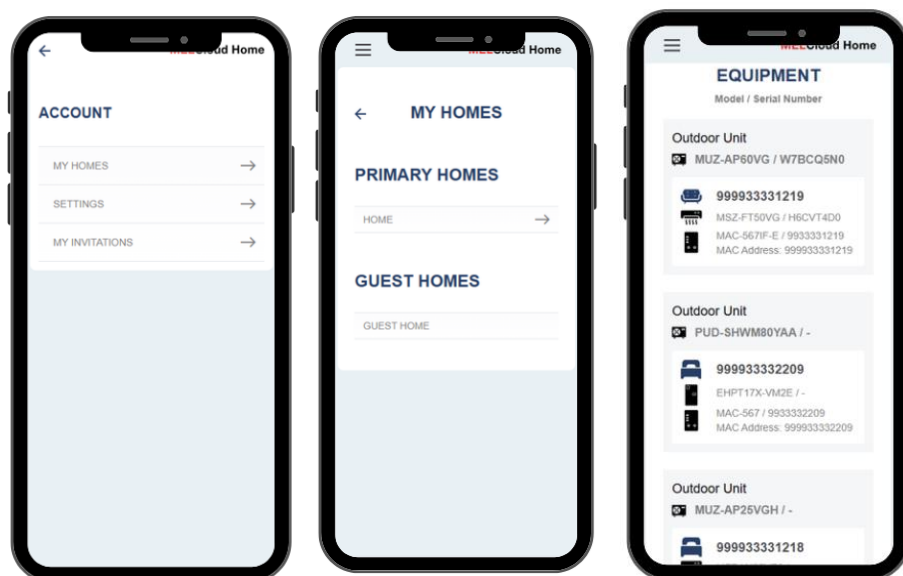 Cloud Home
ACCOUNT
MY HOMES
SETTINGS
MY INVITATIONS
Home
MY HOMES
PRIMARY HOMES
HOME
GUEST HOMES
GUEST HOME
Home
EQUIPMENT
Model / Serial Number
Outdoor Unit
MUZ-AP60VG / W7BCQ5N0
999933331219
MSZ-FT50VG / H6CVT4D0
MAC-567IF-E / 9933331219
MAC Address: 999933331219
Outdoor Unit
PUD-SHWM80YAA / -
999933332209
EHPT17X-VM2E / -
MAC-567 / 9933332209
MAC Address: 999933332209
Outdoor Unit
MUZ-AP25VGH / -
999933331218